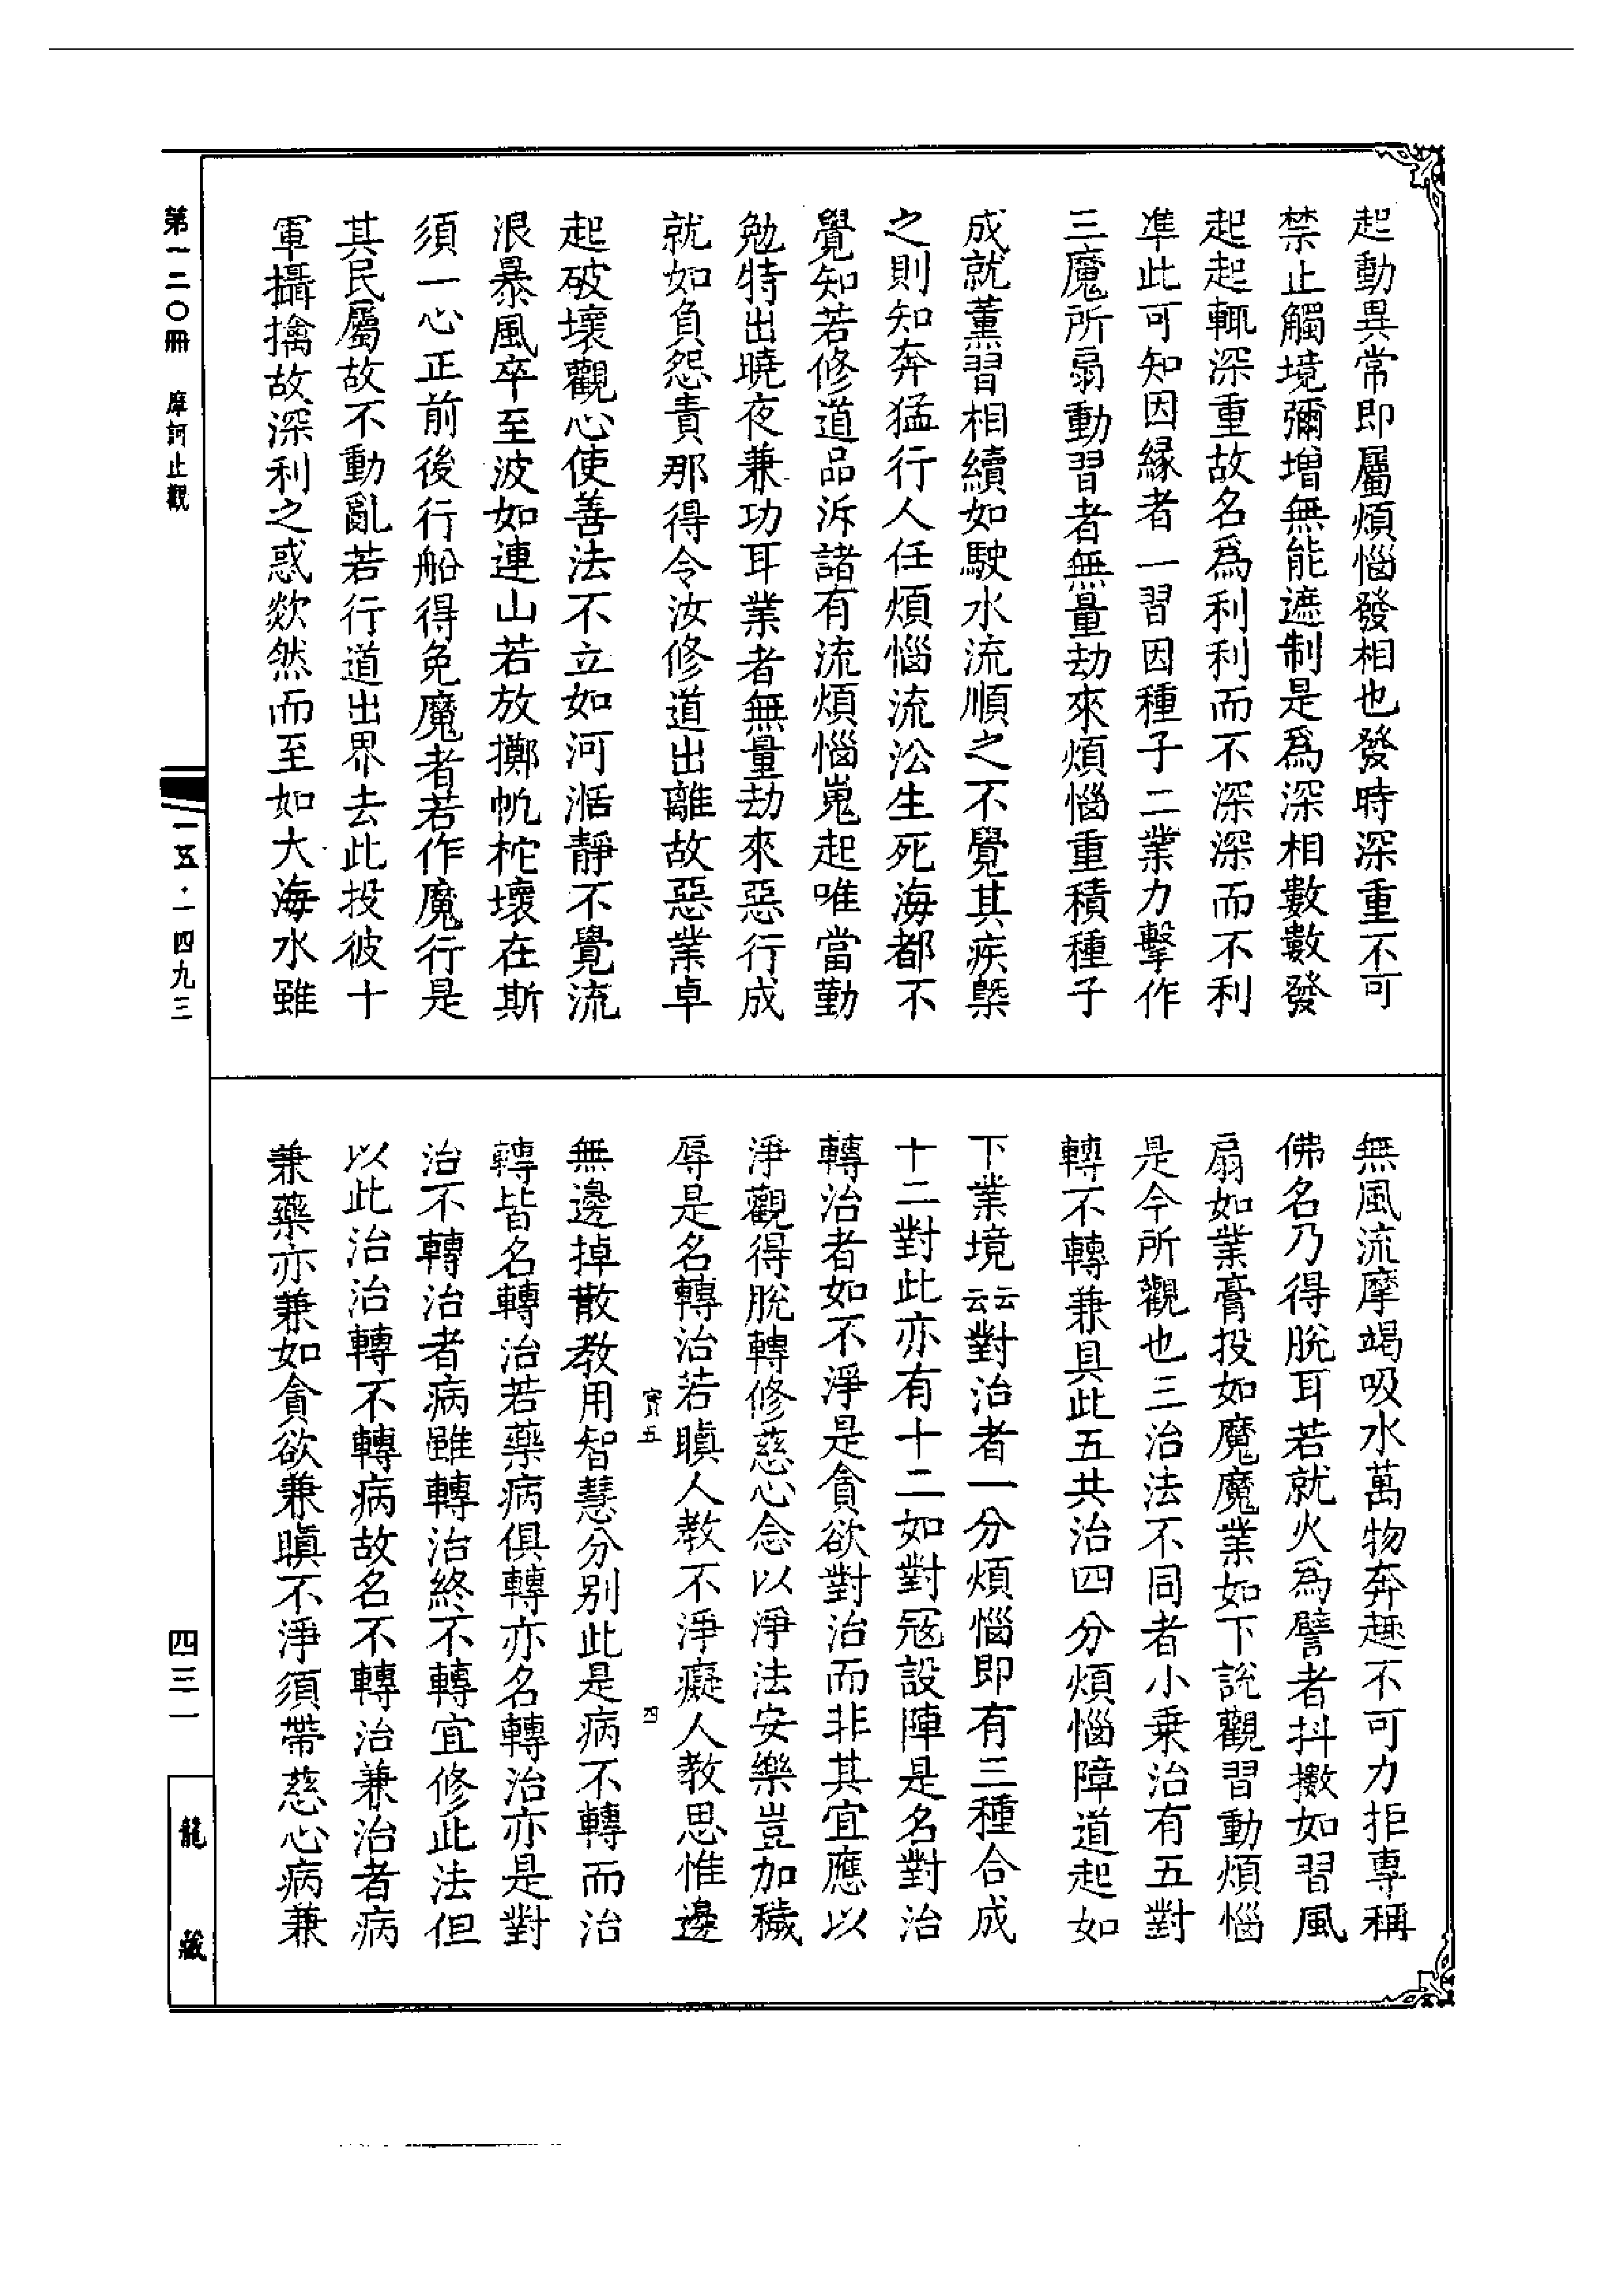 起動異常即屬煩惱發相也發時深重不可
禁止觸境彌增無能遮制是爲深相數數發
起起輒深重故名爲利利而不深深而不利
準此可知因緣者一習因種子二業力擊作
三魔所扇動習者無量劫來煩惱重積種子
成就薰習相續如駛水流順之不覺其疾槩
之則知奔猛行人任煩惱流沿生死海都不
覺知若修道品泝諸有流煩惱嵬起唯當勤
勉特出曉夜兼功耳業者無量劫來惡行成
就如負怨責那得令汝修道出離故惡業卓
起破壞觀心使善法不立如河湉靜不覺流
浪暴風卒至波如連山若放擲帆柁壞在斯
須一心正前後行船得免魔者若作魔行是
其民屬故不動亂若行道出界去此投彼十
軍攝擒故深利之惑欻然而至如大海水雖
無風流摩竭吸水萬物奔趣不可力拒專稱
佛名乃得脫耳若就火爲譬者抖擻如習風
扇如業膏投如魔魔業如下說觀習動煩惱
是今所觀也三治法不同者小乘治有五對
轉不轉兼具此五共治四分煩惱障道起如
下業境云云對治者一分煩惱即有三種合成
十二對此亦有十二如對寇設陣是名對治
轉治者如不淨是貪欲對治而非其宜應以
淨觀得脫轉修慈心念以淨法安樂豈加穢
辱是名轉治若瞋人教不淨癡人教思惟邊
寶五 四
無邊掉散教用智慧分別此是病不轉而治
轉皆名轉治若藥病俱轉亦名轉治亦是對
治不轉治者病雖轉治終不轉宜修此法但
以此治治轉不轉病故名不轉治兼治者病
兼藥亦兼如貪欲兼瞋不淨須帶慈心病兼
第一二〇冊 摩訶止觀
一五·一四九三
四三一
龍藏